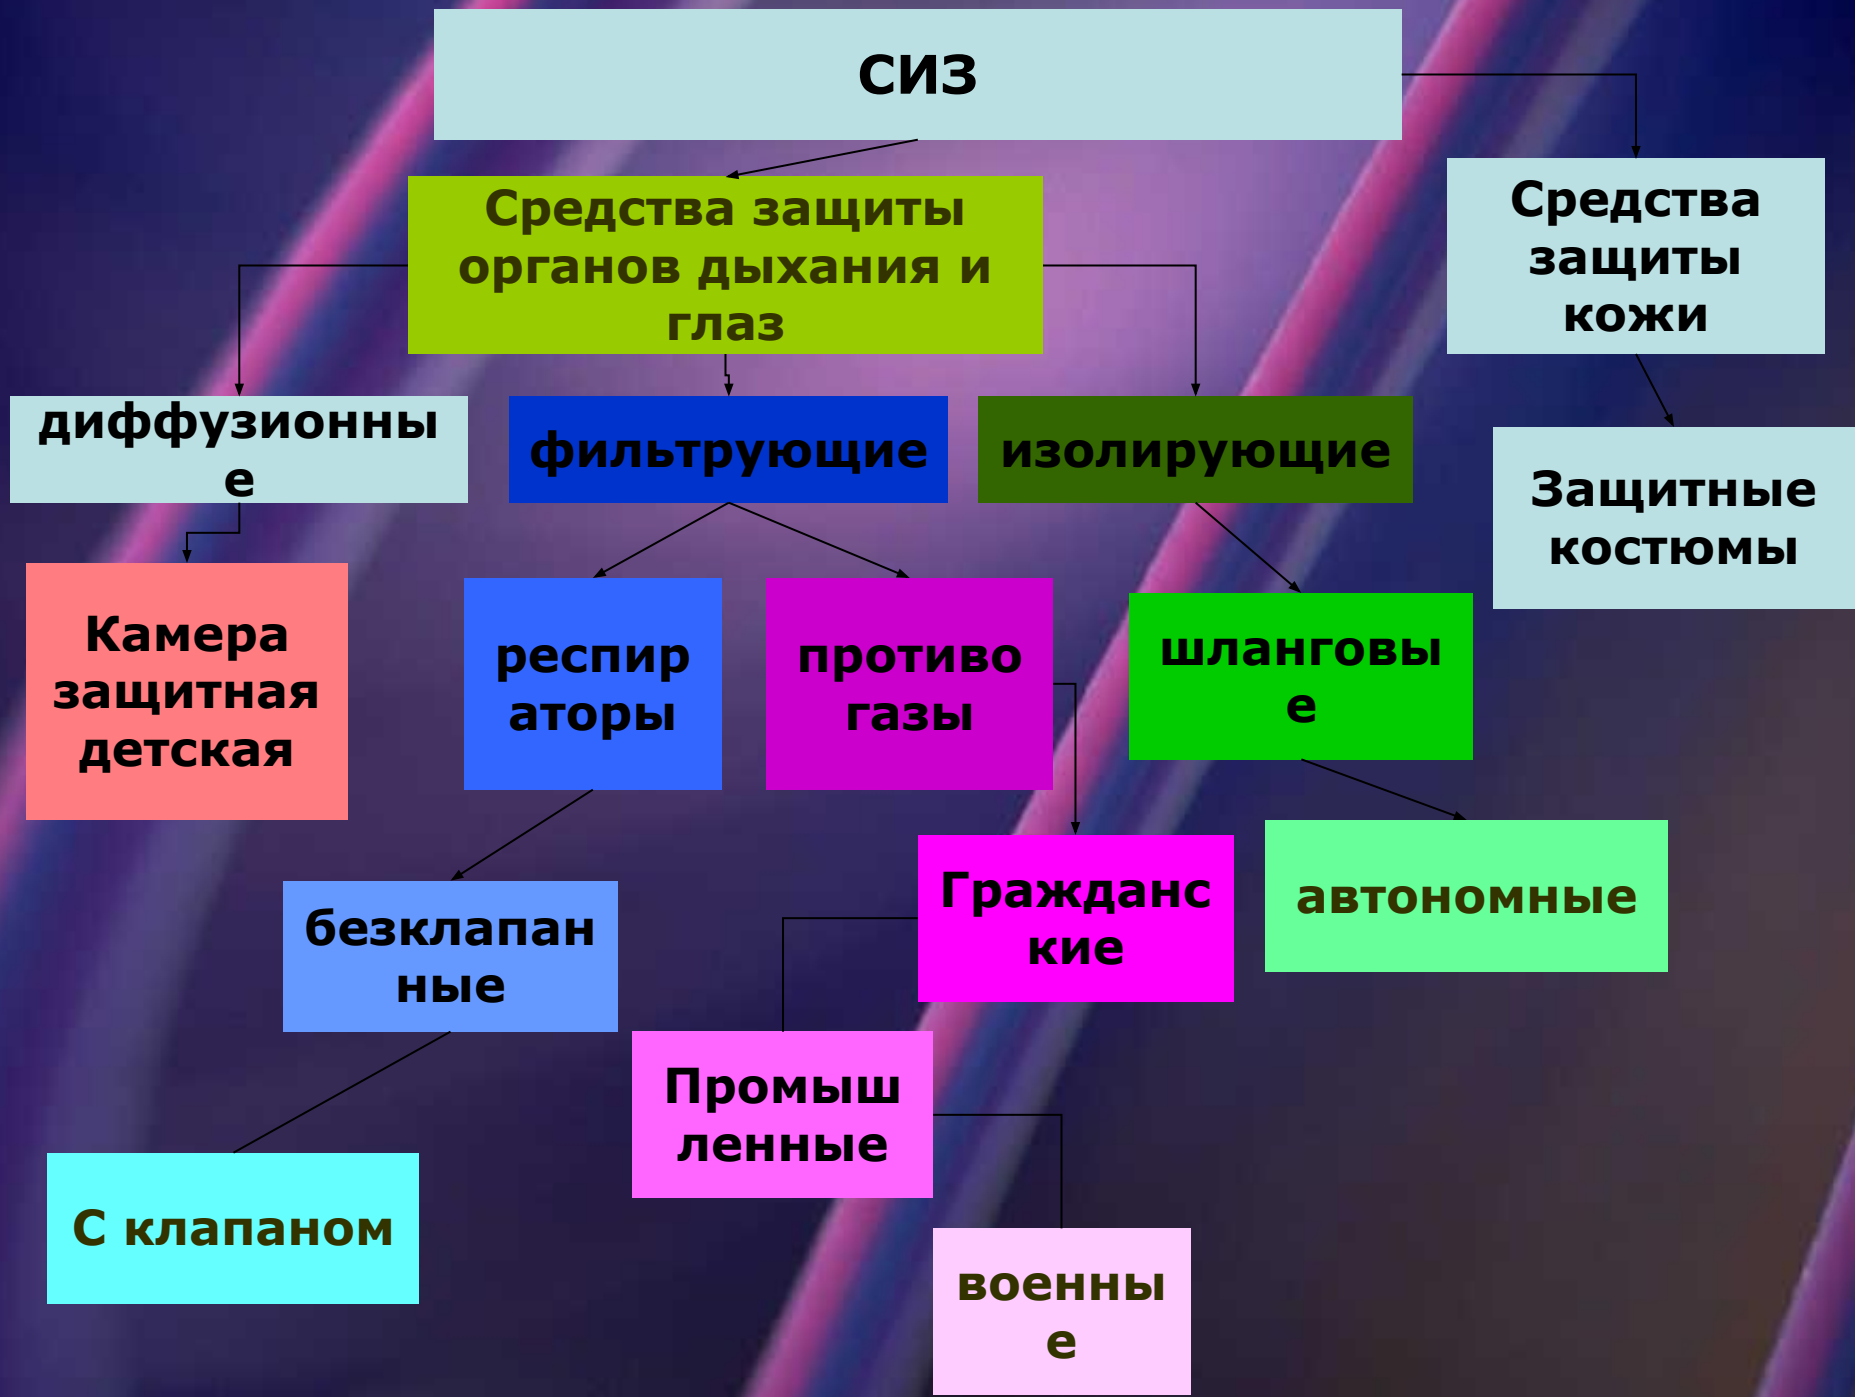 СИЗ
Средства защиты
органов дыхания и
глаз
Средства
защиты
кожи
диффузионны
е
фильтрующие
изолирующие
Защитные
костюмы
Камера
защитная
детская
респир
аторы
противо
газы
шланговы
е
безклапан
ные
Гражданс
кие
автономные
Промыш
ленные
С клапаном
военны
е